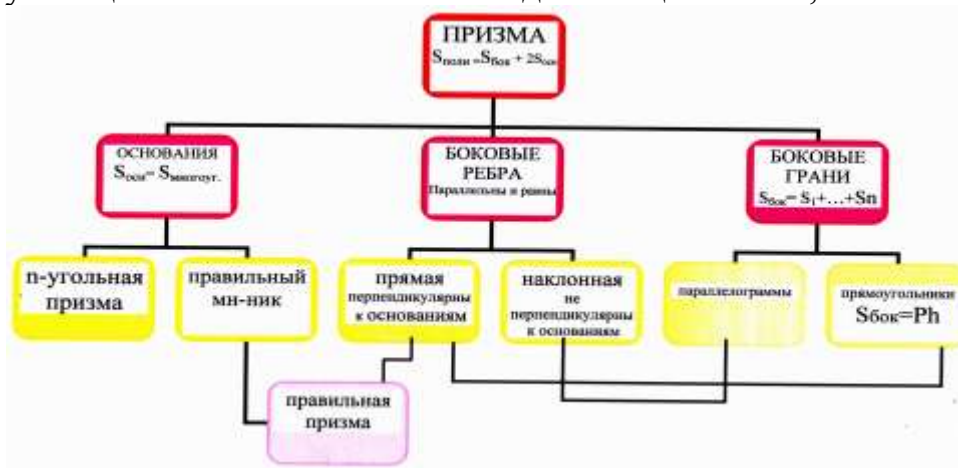 ПРИЗМА
Sполн =Sбок + 2Sосн
ОСНОВАНИЯ
Sосн= Sмногоуг.
БОКОВЫЕ
РЕБРА
Параллельны и равны
БОКОВЫЕ
ГРАНИ
Sбок= S1+...+Sn
n-угольная
призма
правильный
мн-ник
прямая
перпендикулярны
к основаниям
наклонная
не
перпендикулярны
к основаниям
параллелограммы
прямоугольники
Sбок=Ph
правильная
призма